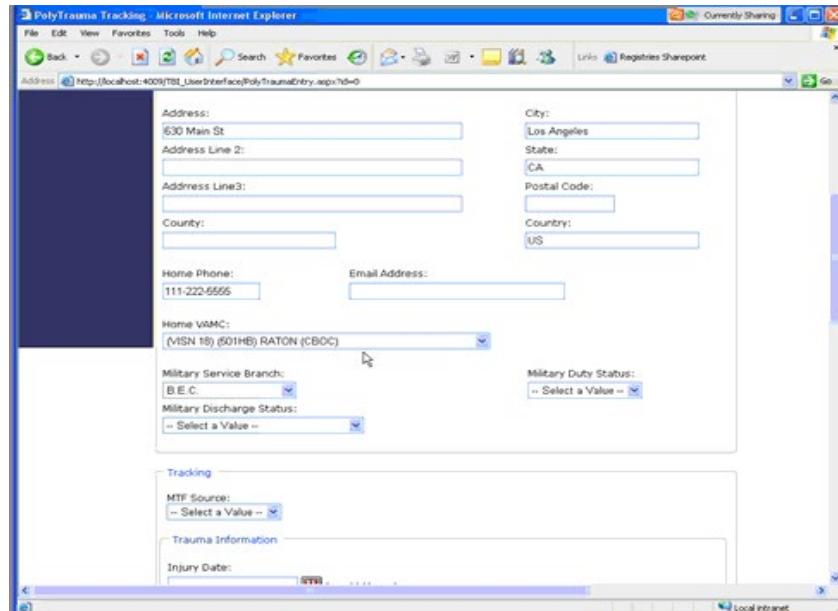 PolyTrauma Tracking - Microsoft Internet Explorer
Currently Sharing
File Edit View Favorites Tools Help
Back Search Favorites Links Registries Sharepoint
Address http://localhost:4009/TBI_UserInterface/PolyTraumaEntry.aspx?id=0 Go
Address: City:
630 Main St Los Angeles
Address Line 2: State:
CA
Addrress Line3: Postal Code:
County: Country:
US
Home Phone: Email Address:
111-222-5555
Home VAMC:
(VISN 18) (501HB) RATON (CBOC)
Military Service Branch: Military Duty Status:
B.E.C. -- Select a Value --
Military Discharge Status:
-- Select a Value --
Tracking
MTF Source:
-- Select a Value --
Trauma Information
Injury Date:
Local intranet